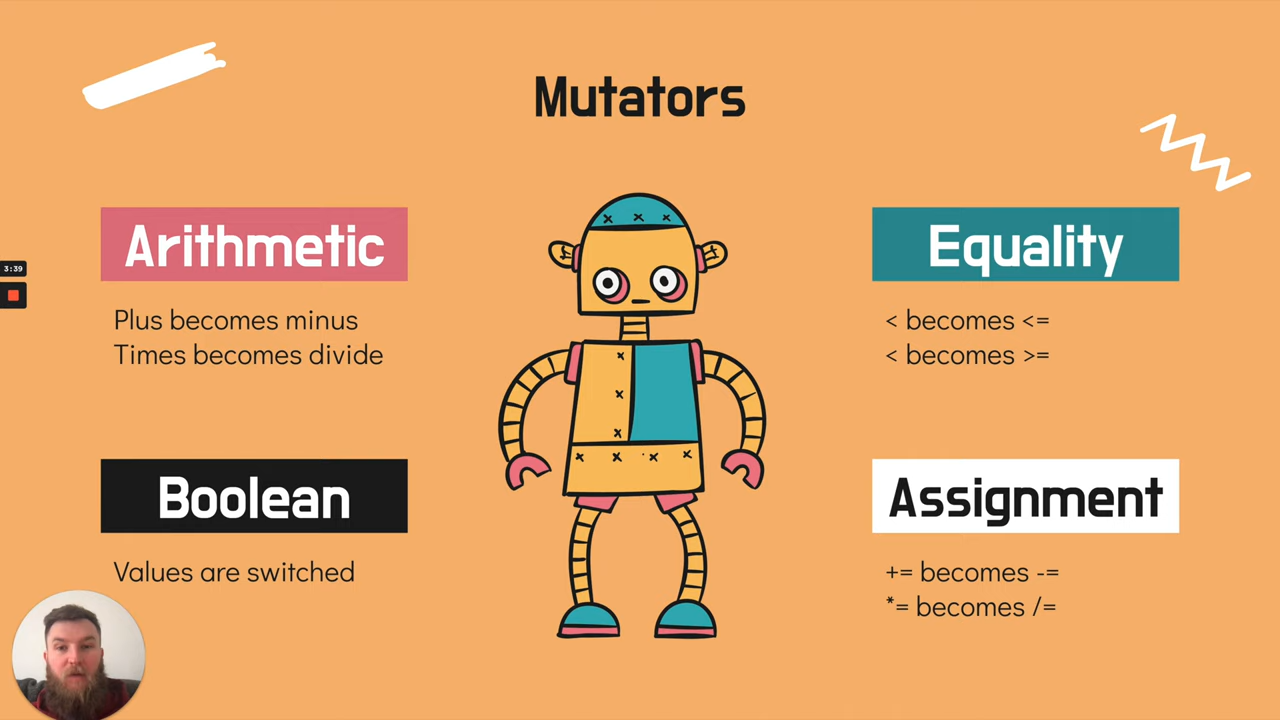 Mutators
Arithmetic
Plus becomes minus
Times becomes divide
Equality
< becomes <=
< becomes >=
3:39
Boolean
Values are switched
Assignment
+= becomes -=
*= becomes /=